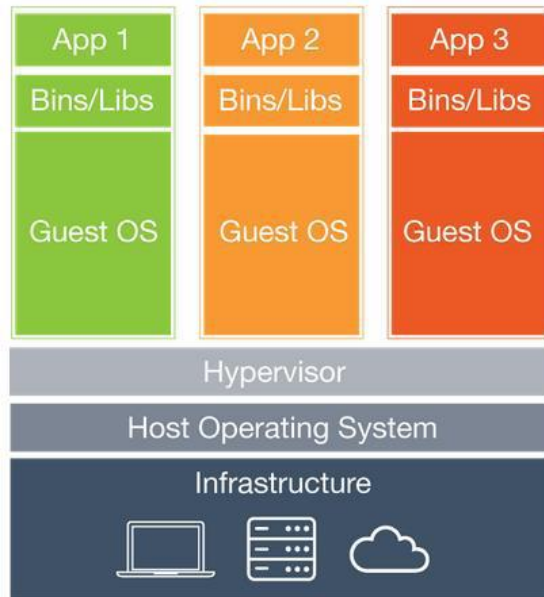 App 1
App 2
App 3
Bins/Libs
Bins/Libs
Bins/Libs
Guest OS
Guest OS
Guest OS
Hypervisor
Host Operating System
Infrastructure